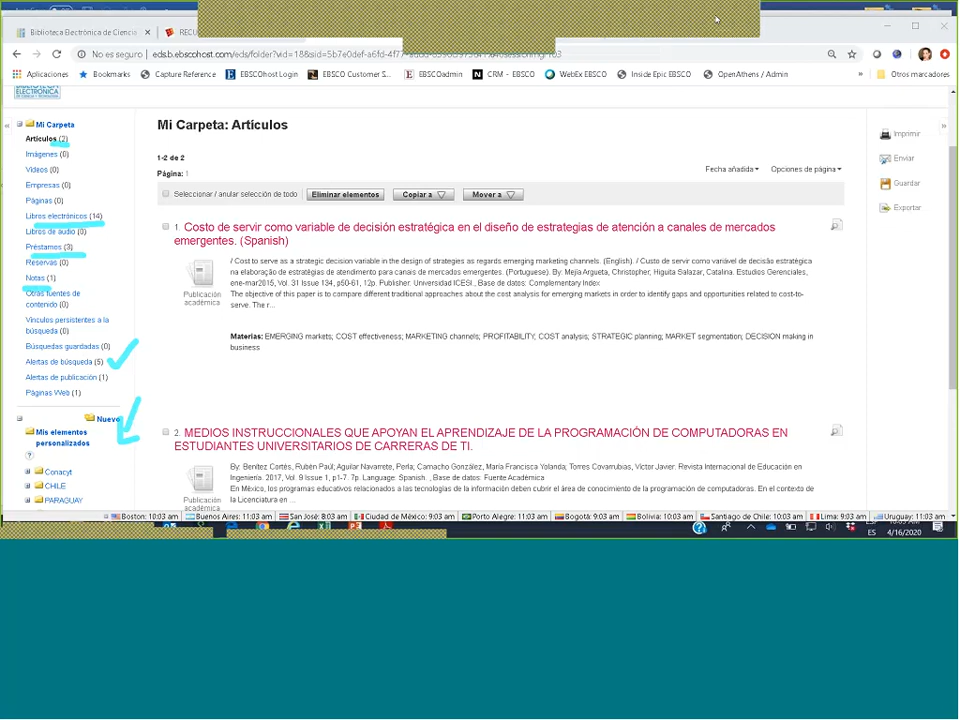 Biblioteca Electrónica de Ciencia
No es seguro
Aplicaciones
Bookmarks
Capture Reference
EBSCOhost Login
EBSCO Customer S...
EBSCOadmin
CRM - EBSCO
WebEx EBSCO
Inside Epic EBSCO
OpenAthens / Admin
»
Otros marcadores
BIBLIOTECA
ELECTRÓNICA
Mi Carpeta
Artículos (2)
Imágenes (0)
Videos (0)
Empresas (0)
Páginas (0)
Libros electrónicos (14)
Libros de audio (0)
Préstamos (3)
Reservas (0)
Notas (1)
Otras fuentes de
contenido (0)
Vínculos persistentes a la
búsqueda (0)
Búsquedas guardadas (0)
Alertas de búsqueda (5)
Alertas de publicación (1)
Páginas Web (1)
Nuevo
Mis elementos
personalizados
Conacyt
CHILE
PARAGUAY
Mi Carpeta: Artículos
1-2 de 2
Página: 1
Fecha añadida
Opciones de página
Seleccionar / anular selección de todo
Eliminar elementos
Copiar a
Mover a
1. Costo de servir como variable de decisión estratégica en el diseño de estrategias de atención a canales de mercados
emergentes. (Spanish)
Publicación
académica
/ Cost to serve as a strategic decision variable in the design of strategies as regards emerging marketing channels. (English). / Custo de servir como variável de decisão estratégica
na elaboração de estratégias de atendimento para canais de mercados emergentes. (Portuguese). By: Mejía Argueta, Christopher; Higuita Salazar, Catalina. Estudios Gerenciales,
ene-mar2015, Vol. 31 Issue 134, p50-61, 12p. Publisher: Universidad ICESI., Base de datos: Complementary Index
The objective of this paper is to compare different traditional approaches about the cost analysis for emerging markets in order to identify gaps and opportunities related to cost-to-
serve. The r...
Materias: EMERGING markets; COST effectiveness; MARKETING channels; PROFITABILITY; COST analysis; STRATEGIC planning; MARKET segmentation; DECISION making in
business
2. MEDIOS INSTRUCCIONALES QUE APOYAN EL APRENDIZAJE DE LA PROGRAMACIÓN DE COMPUTADORAS EN
ESTUDIANTES UNIVERSITARIOS DE CARRERAS DE TI.
Publicación
académica
By: Benítez Cortés, Rubén Paúl; Aguilar Navarrete, Perla; Camacho González, María Francisca Yolanda; Torres Covarrubias, Víctor Javier. Revista Internacional de Educación en
Ingeniería. 2017, Vol. 9 Issue 1, p1-7. 7p. Language: Spanish. , Base de datos: Fuente Académica
En México, los programas educativos relacionados a las tecnologías de la información deben cubrir el área de conocimiento de la programación de computadoras. En el contexto de
la Licenciatura en ...
Imprimir
Enviar
Guardar
Exportar
Boston: 10:03 am
Buenos Aires: 11:03 am
San José: 8:03 am
Ciudad de México: 9:03 am
Porto Alegre: 11:03 am
Bogotá: 9:03 am
Bolivia: 10:03 am
Santiago de Chile: 10:03 am
Lima: 9:03 am
Uruguay: 11:03 am
ES
4/16/2020